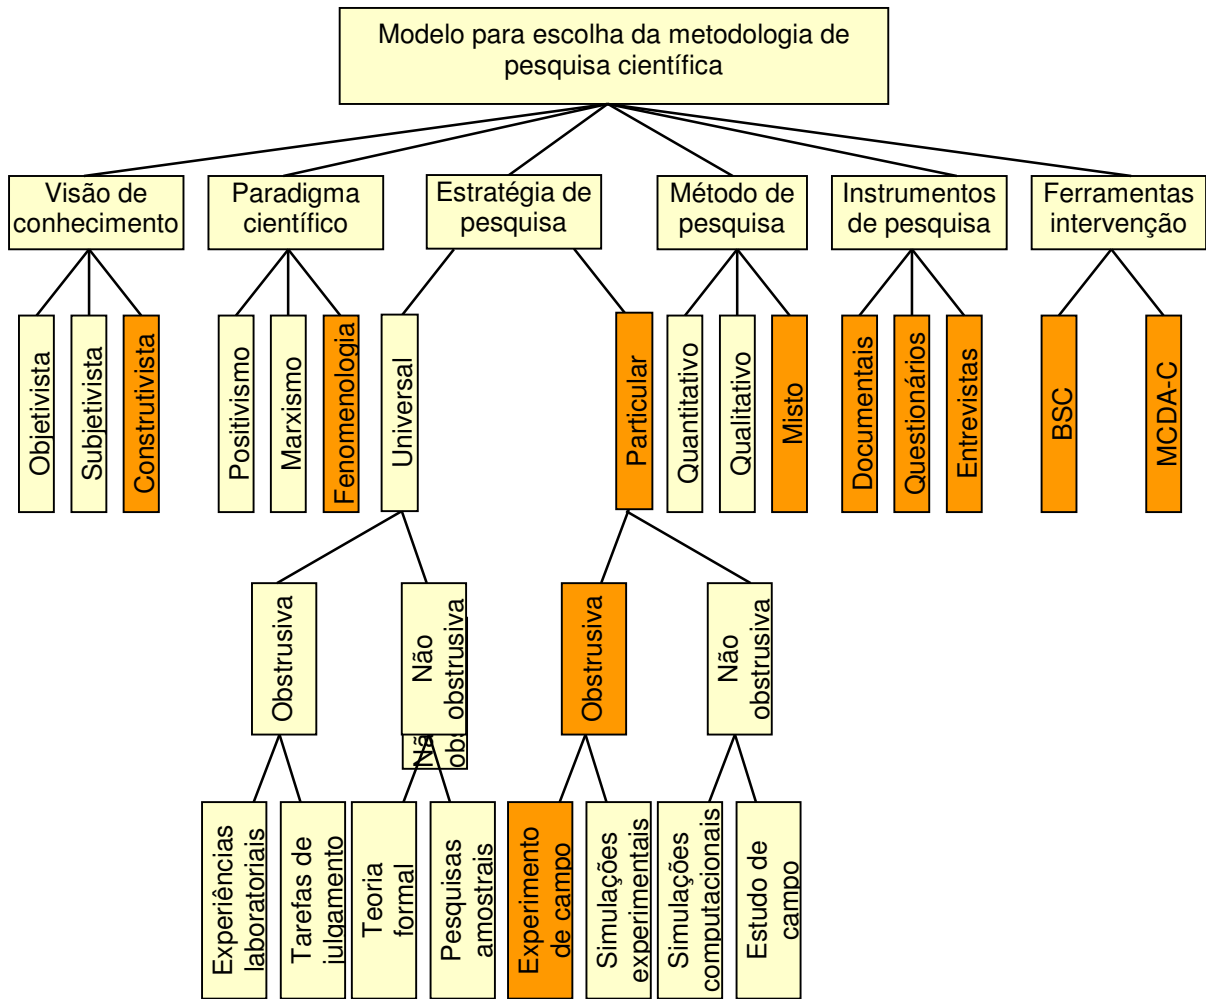 Modelo para escolha da metodologia de
pesquisa científica
Visão de
conhecimento
Paradigma
científico
Estratégia de
pesquisa
Método de
pesquisa
Instrumentos
de pesquisa
Ferramentas
intervenção
Objetivista
Subjetivista
Construtivista
Positivismo
Marxismo
Fenomenologia
Universal
Particular
Quantitativo
Qualitativo
Misto
Documentais
Questionários
Entrevistas
BSC
MCDA-C
Obstrusiva
Não
obstrusiva
Obstrusiva
Não
obstrusiva
Experiências
laboratoriais
Tarefas de
julgamento
Teoria
formal
Pesquisas
amostrais
Experimento
de campo
Simulações
experimentais
Simulações
computacionais
Estudo de
campo